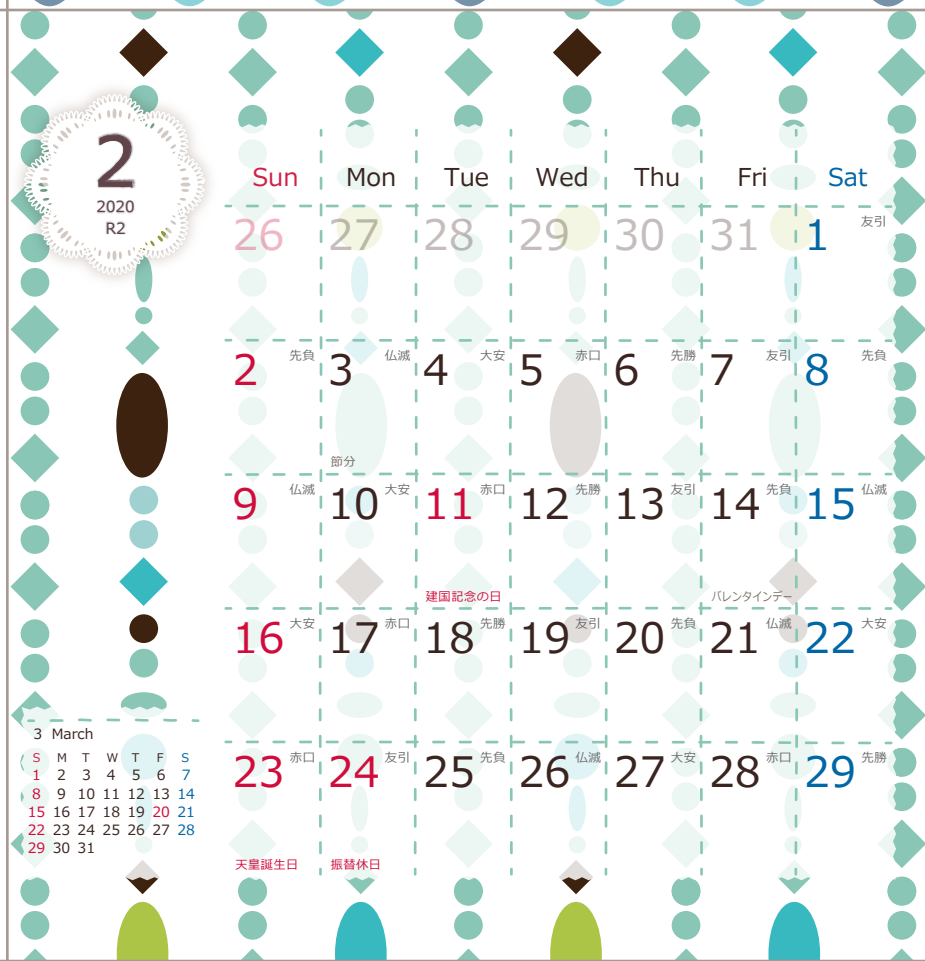 2
2020
R2
Sun Mon Tue Wed Thu Fri Sat
26 27 28 29 30 31 1 友引
2 先負 3 仏滅 4 大安 5 赤口 6 先勝 7 友引 8 先負
節分
9 仏滅 10 大安 11 赤口 12 先勝 13 友引 14 先負 15 仏滅
建国記念の日 バレンタインデー
16 大安 17 赤口 18 先勝 19 友引 20 先負 21 仏滅 22 大安
23 赤口 24 友引 25 先負 26 仏滅 27 大安 28 赤口 29 先勝
天皇誕生日 振替休日
3 March
S M T W T F S
1 2 3 4 5 6 7
8 9 10 11 12 13 14
15 16 17 18 19 20 21
22 23 24 25 26 27 28
29 30 31